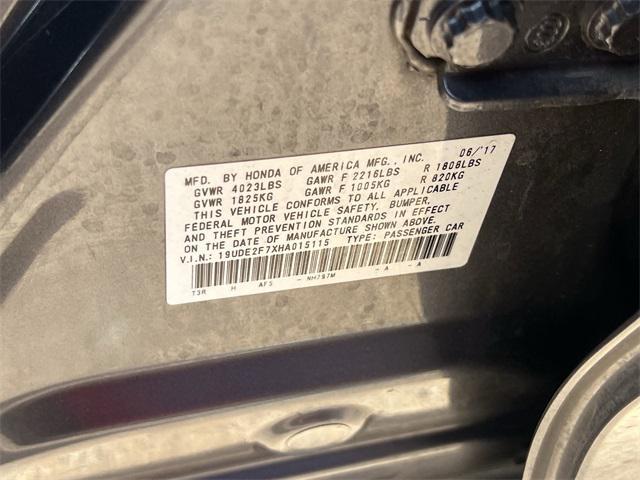 MFD. BY HONDA OF AMERICA MFG., INC. 06/'17
GVWR 4023LBS GAWR F 2216LBS R 1808LBS
GVWR 1825KG GAWR F 1005KG R 820KG
THIS VEHICLE CONFORMS TO ALL APPLICABLE
FEDERAL MOTOR VEHICLE SAFETY, BUMPER,
AND THEFT PREVENTION STANDARDS IN EFFECT
ON THE DATE OF MANUFACTURE SHOWN ABOVE.
V.I.N.: 19UDE2F7XHA015115 TYPE: PASSENGER CAR
T3R H AF5 - NH797M - A - A